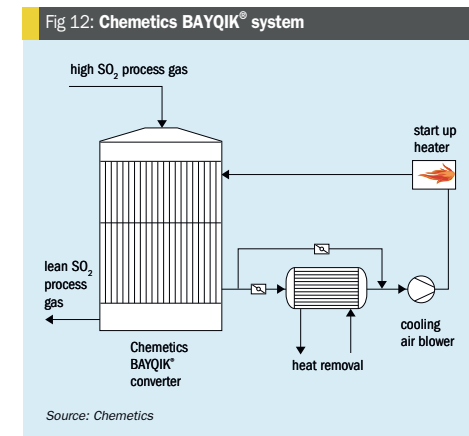 Fig 12: Chemetics BAYQIK® system
high SO₂ process gas
start up
heater
lean SO₂
process
gas
Chemetics
BAYQIK®
converter
heat removal
cooling
air blower
Source: Chemetics